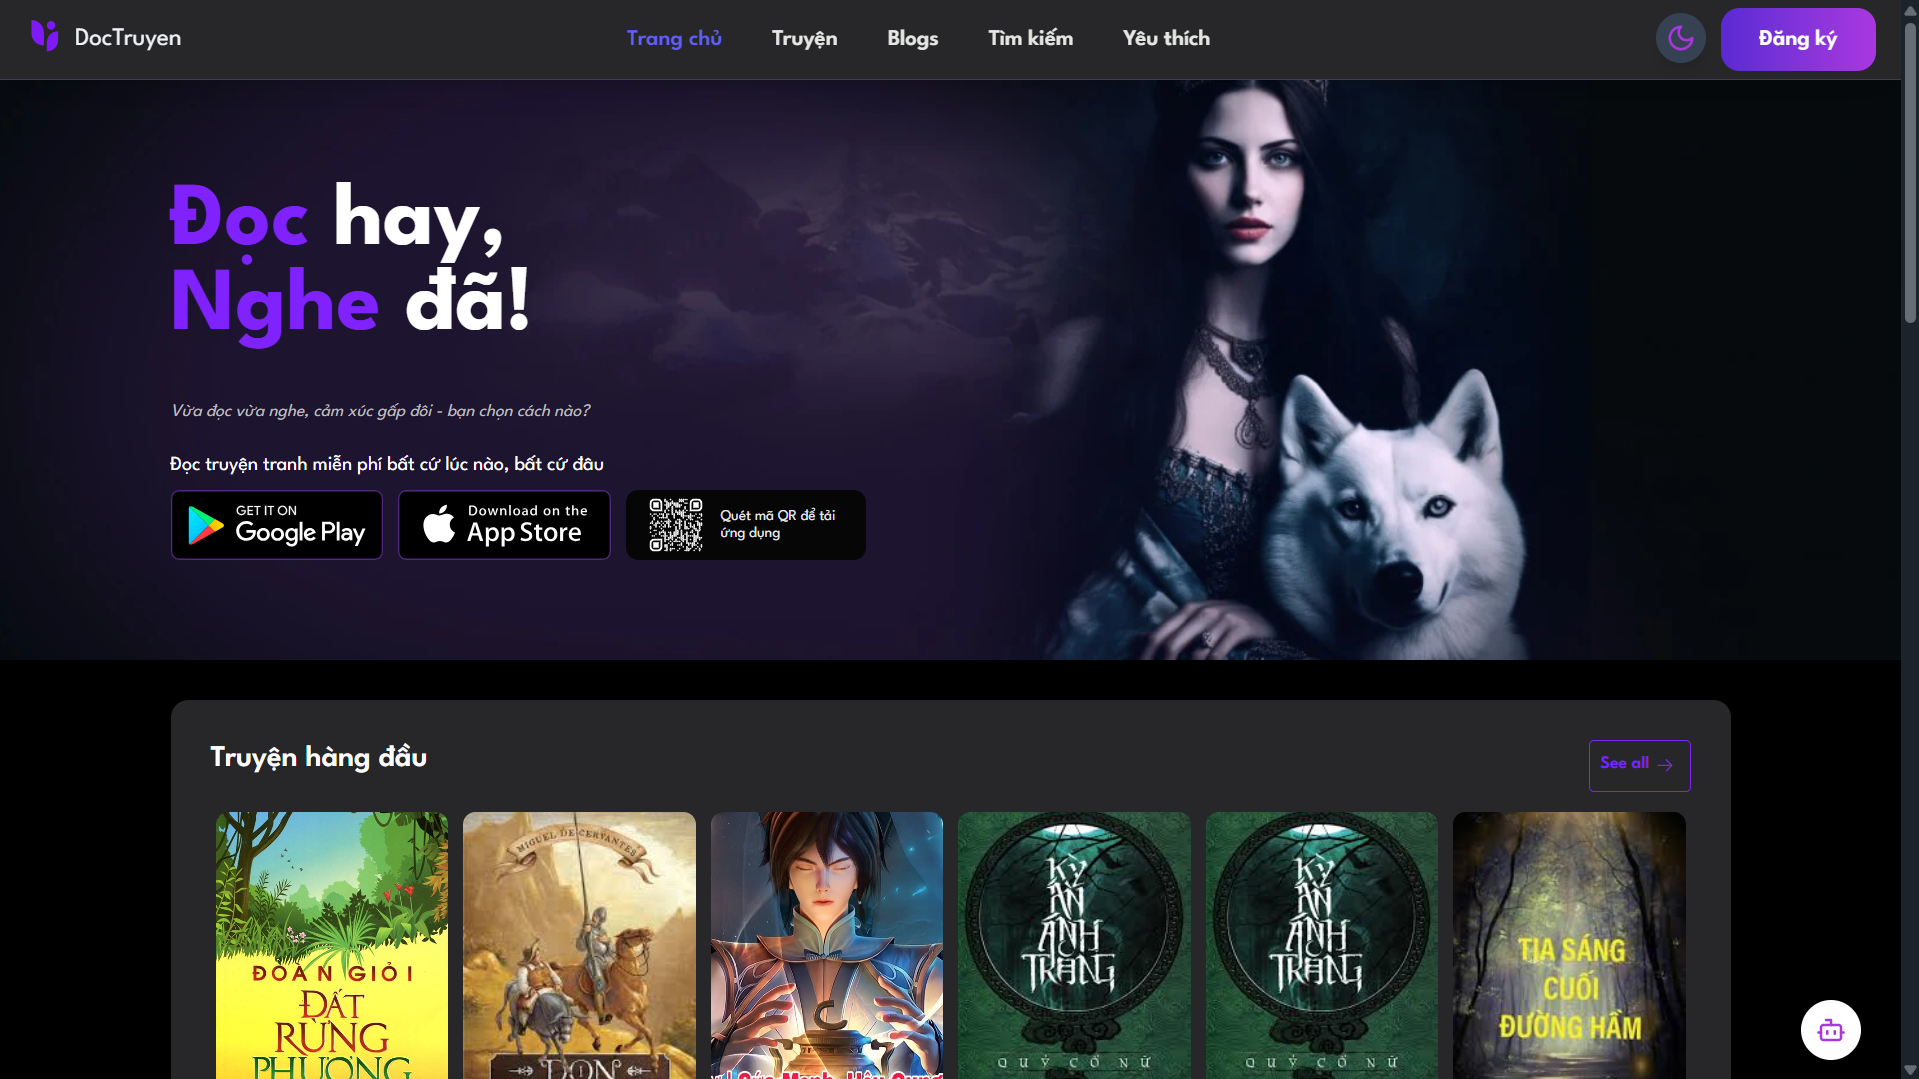 DocTruyen
Trang chủ
Truyện
Blogs
Tìm kiếm
Yêu thích
Đăng ký
Đọc hay,
Nghe đã!
Vừa đọc vừa nghe, cảm xúc gấp đôi - bạn chọn cách nào?
Đọc truyện tranh miễn phí bất cứ lúc nào, bất cứ đâu
GET IT ON
Google Play
Download on the
App Store
Quét mã QR để tải
ứng dụng
Truyện hàng đầu
See all
ĐOÀN GIỎI
ĐẤT
RỪNG
PHƯƠNG
MIGUEL DE CERVANTES
DON
KỲ
ÁN
ÁNH
TRĂNG
QUỶ CỔ NỮ
KỲ
ÁN
ÁNH
TRĂNG
QUỶ CỔ NỮ
TIA SÁNG
CUỐI
ĐƯỜNG HẦM